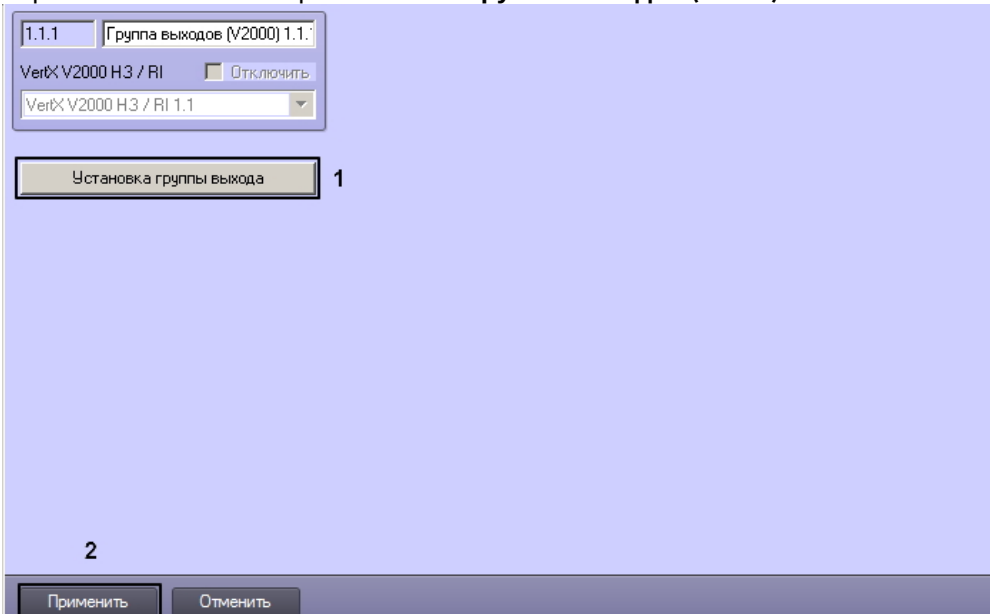 1.1.1 Группа выходов (V2000) 1.1.
VertX V2000 H3 / RI Отключить
VertX V2000 H3 / RI 1.1
Установка группы выхода 1
2
Применить Отменить